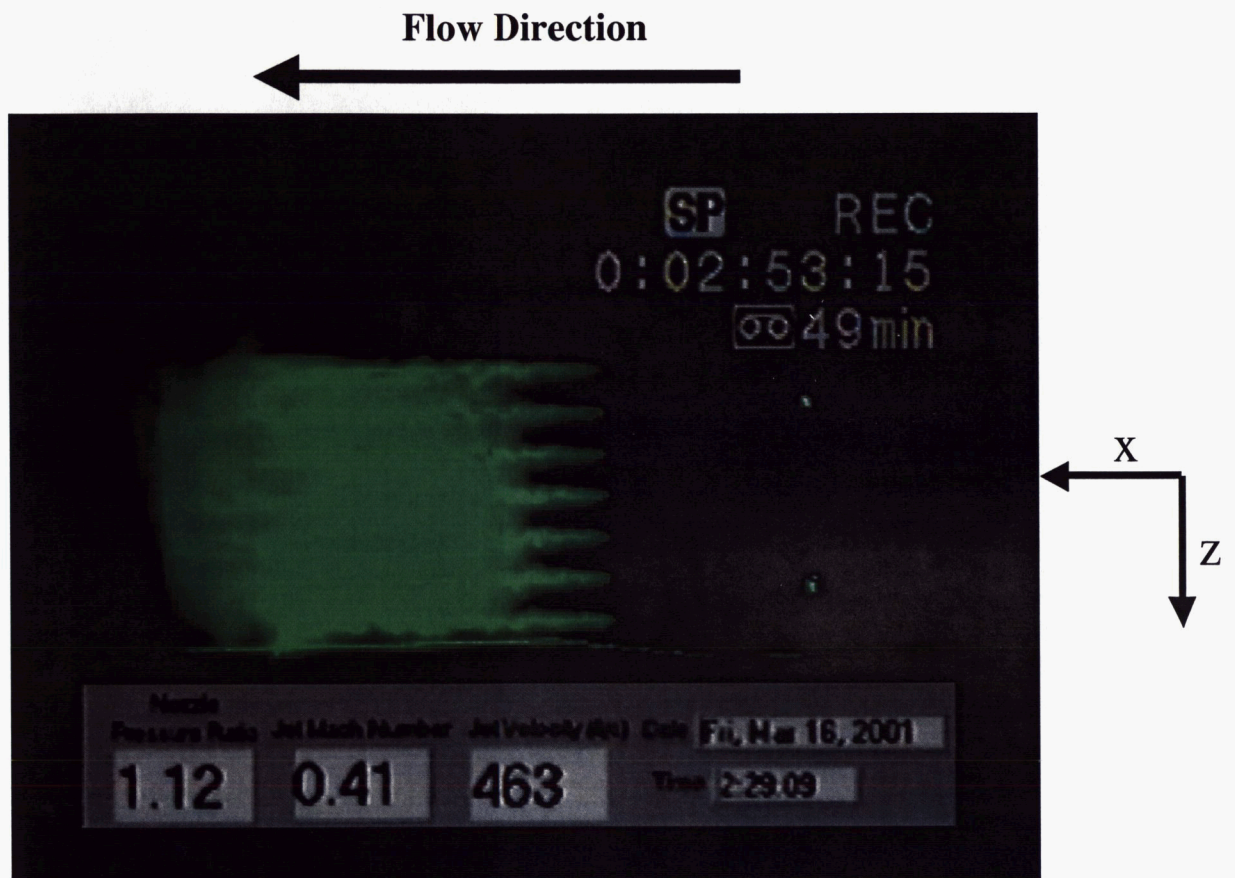 Flow Direction
SP REC
0:02:53:15
49min
X
Z
Nozzle
Pressure Ratio Jet Mach Number Jet Velocity (ft/s) Date Fri, Mar 16, 2001
1.12 0.41 463 Time 2:29:09